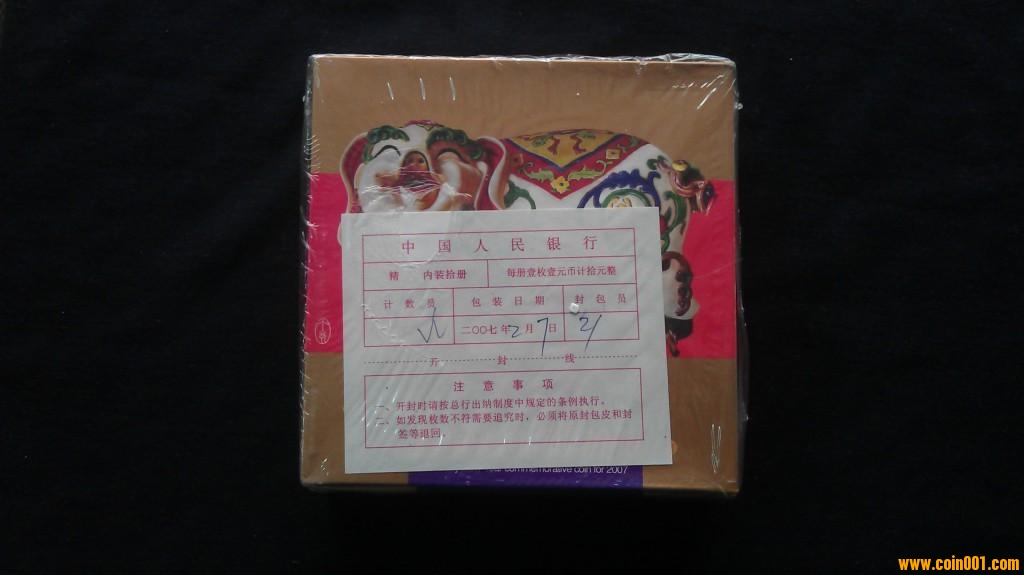 中国人民银行
精 内装拾册 每册壹枚壹元币计拾元整
计数员 包装日期 封包员
二〇〇七年2月7日
开 封 线
注意事项
一、开封时请按总行出纳制度中规定的条例执行。
二、如发现枚数不符需要追究时，必须将原封包皮和封
签等退回。
commemorative coin for 2007
www.coin001.com